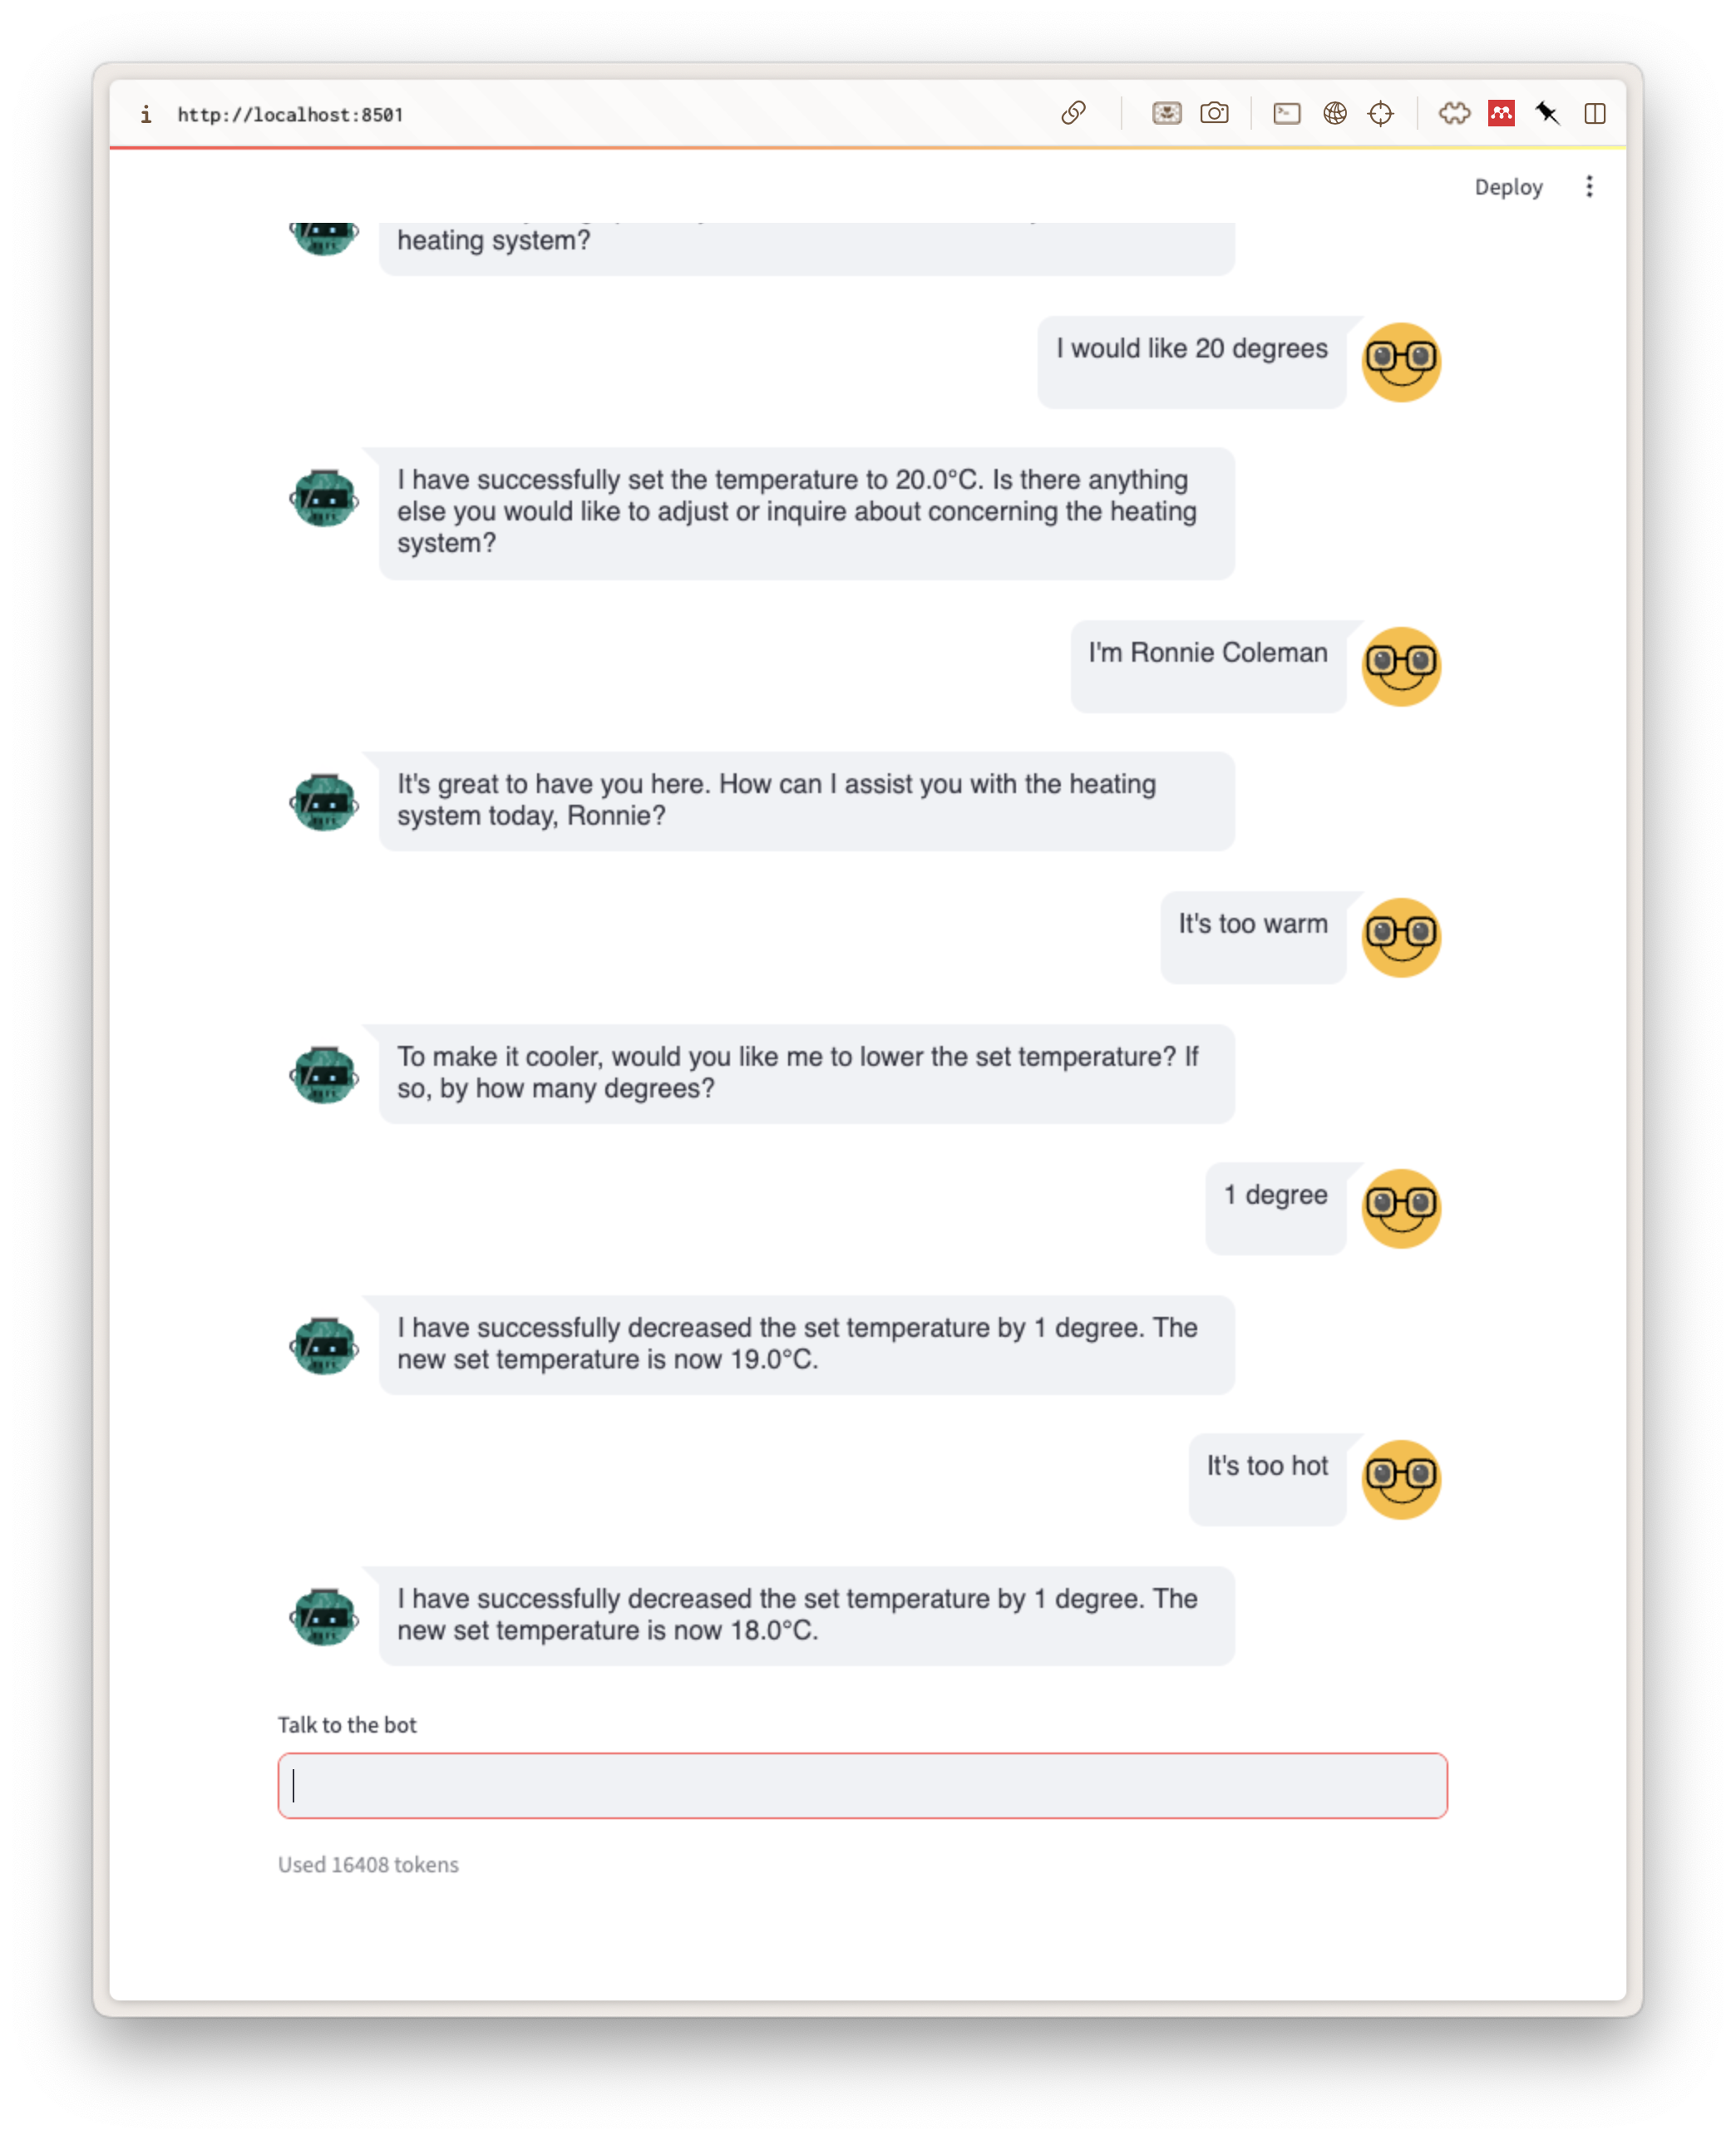 http://localhost:8501
Deploy
heating system?
I would like 20 degrees
I have successfully set the temperature to 20.0°C. Is there anything
else you would like to adjust or inquire about concerning the heating
system?
I'm Ronnie Coleman
It's great to have you here. How can I assist you with the heating
system today, Ronnie?
It's too warm
To make it cooler, would you like me to lower the set temperature? If
so, by how many degrees?
1 degree
I have successfully decreased the set temperature by 1 degree. The
new set temperature is now 19.0°C.
It's too hot
I have successfully decreased the set temperature by 1 degree. The
new set temperature is now 18.0°C.
Talk to the bot
Used 16408 tokens